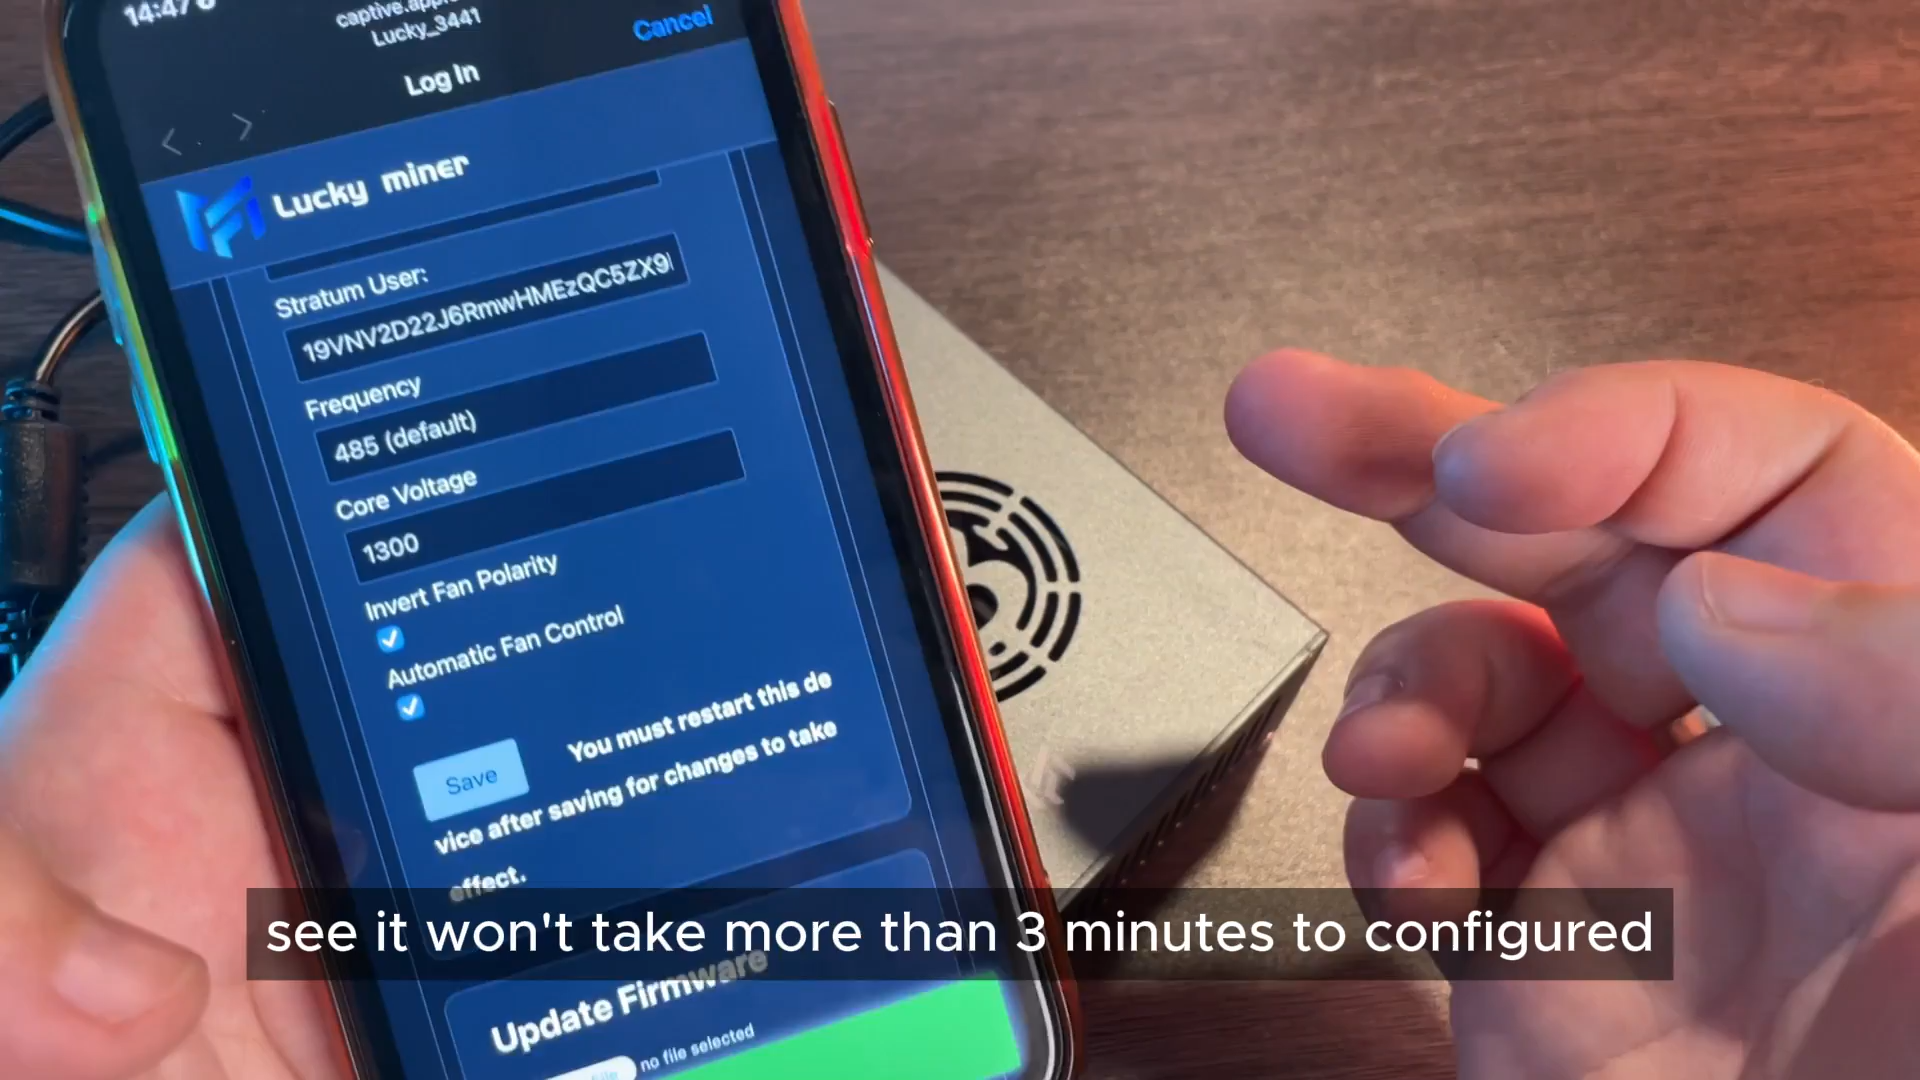 14:47
captive.apple
Lucky_3441
Cancel
Log In
Lucky miner
Stratum User:
19VNV2D22J6RmwHMEzQC5ZX9
Frequency
485 (default)
Core Voltage
1300
Invert Fan Polarity
Automatic Fan Control
Save
You must restart this de
vice after saving for changes to take
effect.
see it won't take more than 3 minutes to configured
Update Firmware
no file selected